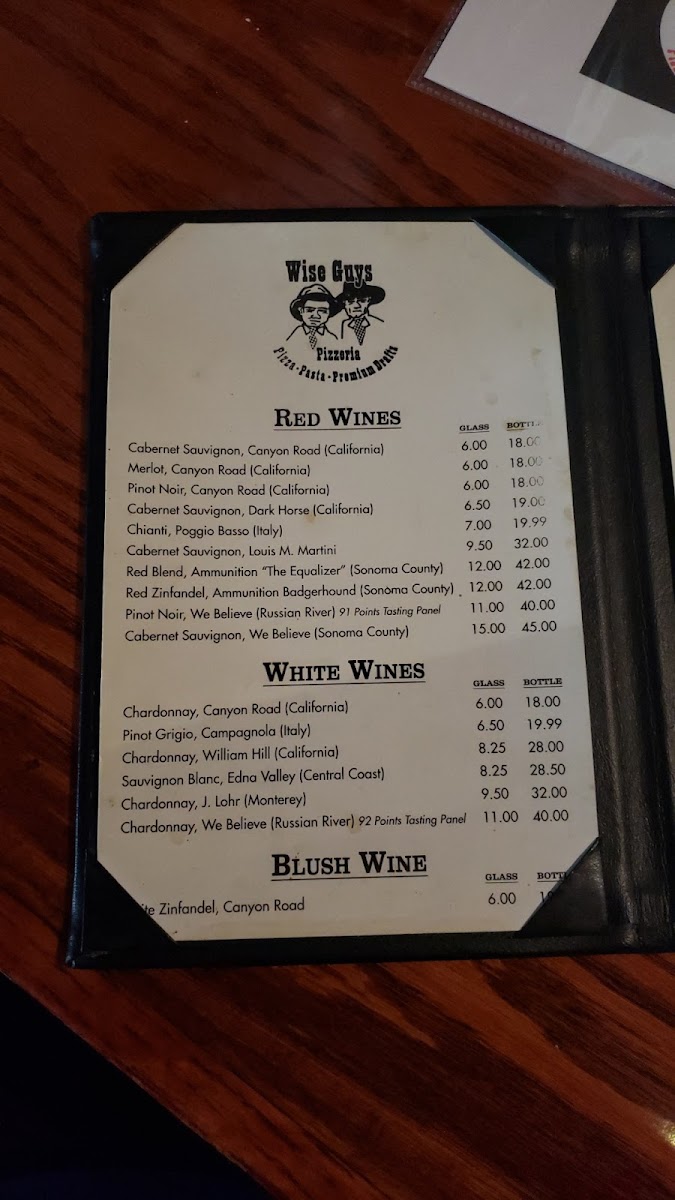 Wise Guys
Pizzeria
Pizza - Pasta - Premium Drafts
RED WINES
GLASS BOTTL
Cabernet Sauvignon, Canyon Road (California) 6.00 18.00
Merlot, Canyon Road (California) 6.00 18.00
Pinot Noir, Canyon Road (California) 6.00 18.00
Cabernet Sauvignon, Dark Horse (California) 6.50 19.00
Chianti, Poggio Basso (Italy) 7.00 19.99
Cabernet Sauvignon, Louis M. Martini 9.50 32.00
Red Blend, Ammunition “The Equalizer” (Sonoma County) 12.00 42.00
Red Zinfandel, Ammunition Badgerhound (Sonoma County) 12.00 42.00
Pinot Noir, We Believe (Russian River) 91 Points Tasting Panel 11.00 40.00
Cabernet Sauvignon, We Believe (Sonoma County) 15.00 45.00
WHITE WINES
GLASS BOTTLE
Chardonnay, Canyon Road (California) 6.00 18.00
Pinot Grigio, Campagnola (Italy) 6.50 19.99
Chardonnay, William Hill (California) 8.25 28.00
Sauvignon Blanc, Edna Valley (Central Coast) 8.25 28.50
Chardonnay, J. Lohr (Monterey) 9.50 32.00
Chardonnay, We Believe (Russian River) 92 Points Tasting Panel 11.00 40.00
BLUSH WINE
GLASS BOTTL
Zinfandel, Canyon Road 6.00